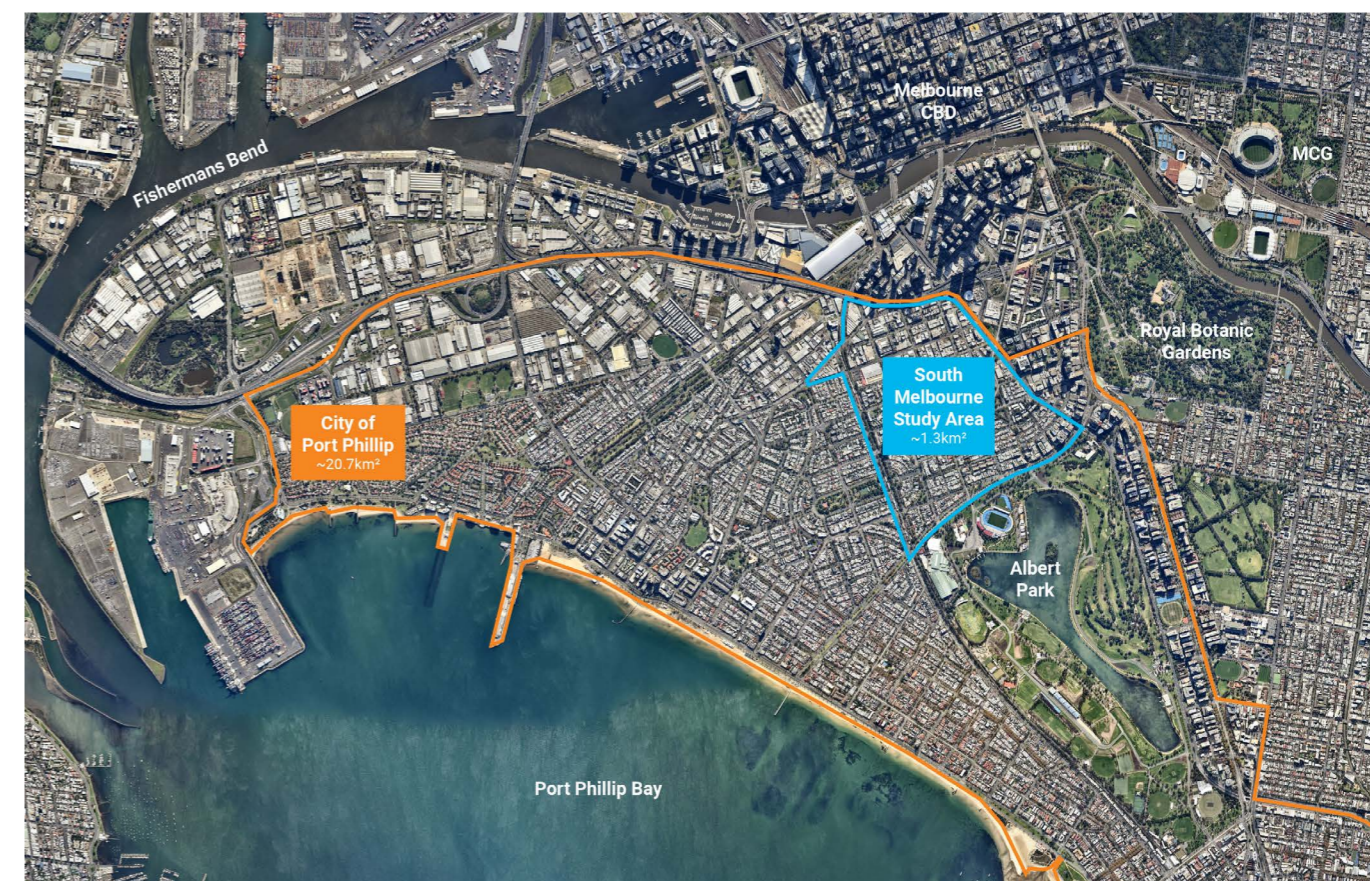 Melbourne
CBD
MCG
Fishermans Bend
Royal Botanic
Gardens
South
Melbourne
Study Area
~1.3km²
City of
Port Phillip
~20.7km²
Albert
Park
Port Phillip Bay